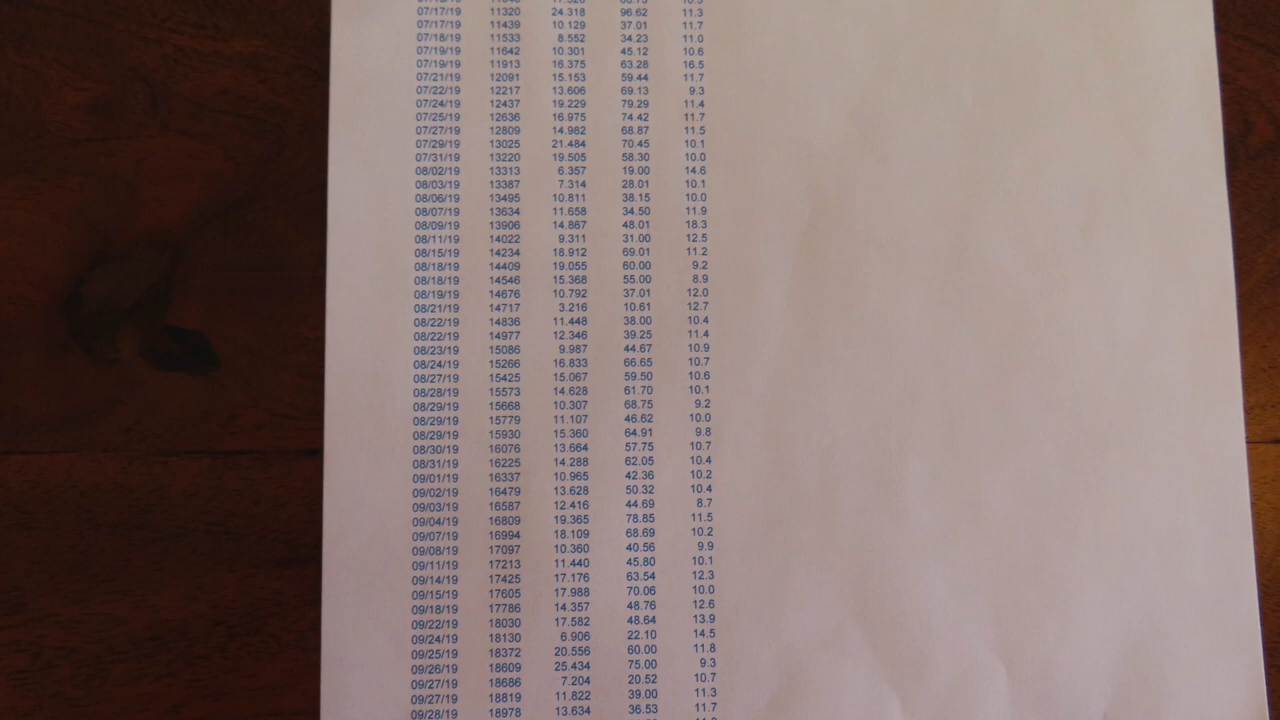 07/17/19 11320 24.318 96.62 11.3
07/17/19 11439 10.129 37.01 11.7
07/18/19 11533 8.552 34.23 11.0
07/19/19 11642 10.301 45.12 10.6
07/19/19 11913 16.375 63.28 16.5
07/21/19 12091 15.153 59.44 11.7
07/22/19 12217 13.606 69.13 9.3
07/24/19 12437 19.229 79.29 11.4
07/25/19 12636 16.975 74.42 11.7
07/27/19 12809 14.982 68.87 11.5
07/29/19 13025 21.484 70.45 10.1
07/31/19 13220 19.505 58.30 10.0
08/02/19 13313 6.357 19.00 14.6
08/03/19 13387 7.314 28.01 10.1
08/06/19 13495 10.811 38.15 10.0
08/07/19 13634 11.658 34.50 11.9
08/09/19 13906 14.867 48.01 18.3
08/11/19 14022 9.311 31.00 12.5
08/15/19 14234 18.912 69.01 11.2
08/18/19 14409 19.055 60.00 9.2
08/18/19 14546 15.368 55.00 8.9
08/19/19 14676 10.792 37.01 12.0
08/21/19 14717 3.216 10.61 12.7
08/22/19 14836 11.448 38.00 10.4
08/22/19 14977 12.346 39.25 11.4
08/23/19 15086 9.987 44.67 10.9
08/24/19 15266 16.833 66.65 10.7
08/27/19 15425 15.067 59.50 10.6
08/28/19 15573 14.628 61.70 10.1
08/29/19 15668 10.307 68.75 9.2
08/29/19 15779 11.107 46.62 10.0
08/29/19 15930 15.360 64.91 9.8
08/30/19 16076 13.664 57.75 10.7
08/31/19 16225 14.288 62.05 10.4
09/01/19 16337 10.965 42.36 10.2
09/02/19 16479 13.628 50.32 10.4
09/03/19 16587 12.416 44.69 8.7
09/04/19 16809 19.365 78.85 11.5
09/07/19 16994 18.109 68.69 10.2
09/08/19 17097 10.360 40.56 9.9
09/11/19 17213 11.440 45.80 10.1
09/14/19 17425 17.176 63.54 12.3
09/15/19 17605 17.988 70.06 10.0
09/18/19 17786 14.357 48.76 12.6
09/22/19 18030 17.582 48.64 13.9
09/24/19 18130 6.906 22.10 14.5
09/25/19 18372 20.556 60.00 11.8
09/26/19 18609 25.434 75.00 9.3
09/27/19 18686 7.204 20.52 10.7
09/27/19 18819 11.822 39.00 11.3
09/28/19 18978 13.634 36.53 11.7